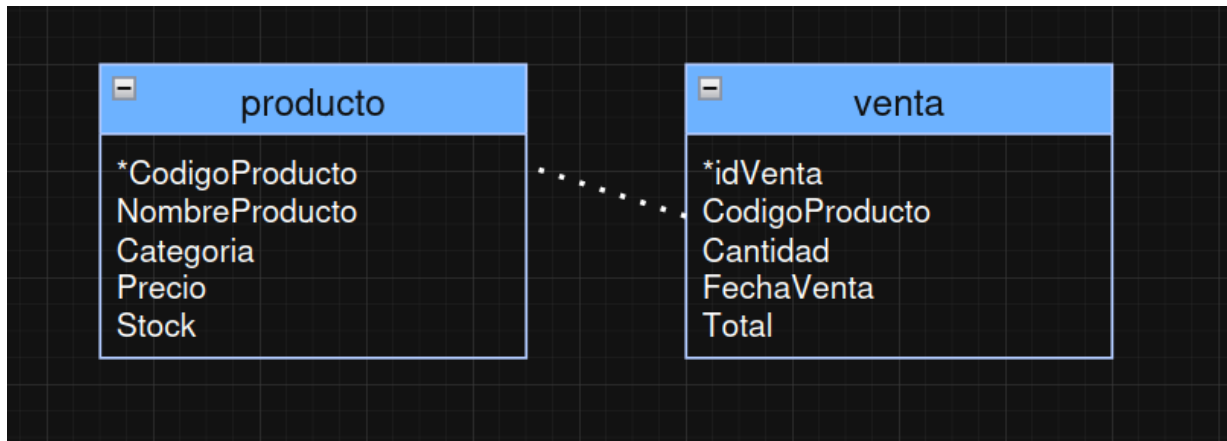 producto
*CodigoProducto
NombreProducto
Categoria
Precio
Stock
venta
*idVenta
CodigoProducto
Cantidad
FechaVenta
Total